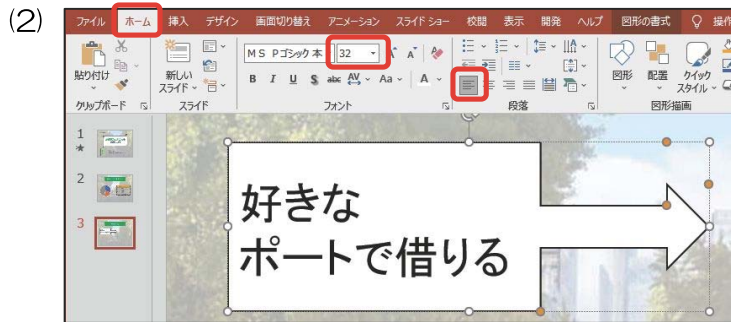 (2)
ファイル ホーム 挿入 デザイン 画面切り替え アニメーション スライド ショー 校閲 表示 開発 ヘルプ 図形の書式 操作
貼り付け
新しい
スライド
MS Pゴシック 本
32
B I U S abc AV Aa A
図形
配置
クイック
スタイル
クリップボード スライド フォント 段落 図形描画
1
2
3
好きな
ポートで借りる